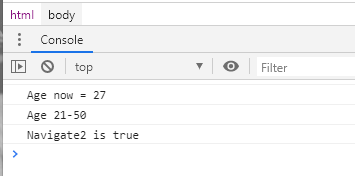 html body
Console
top Filter
Age now = 27
Age 21-50
Navigate2 is true